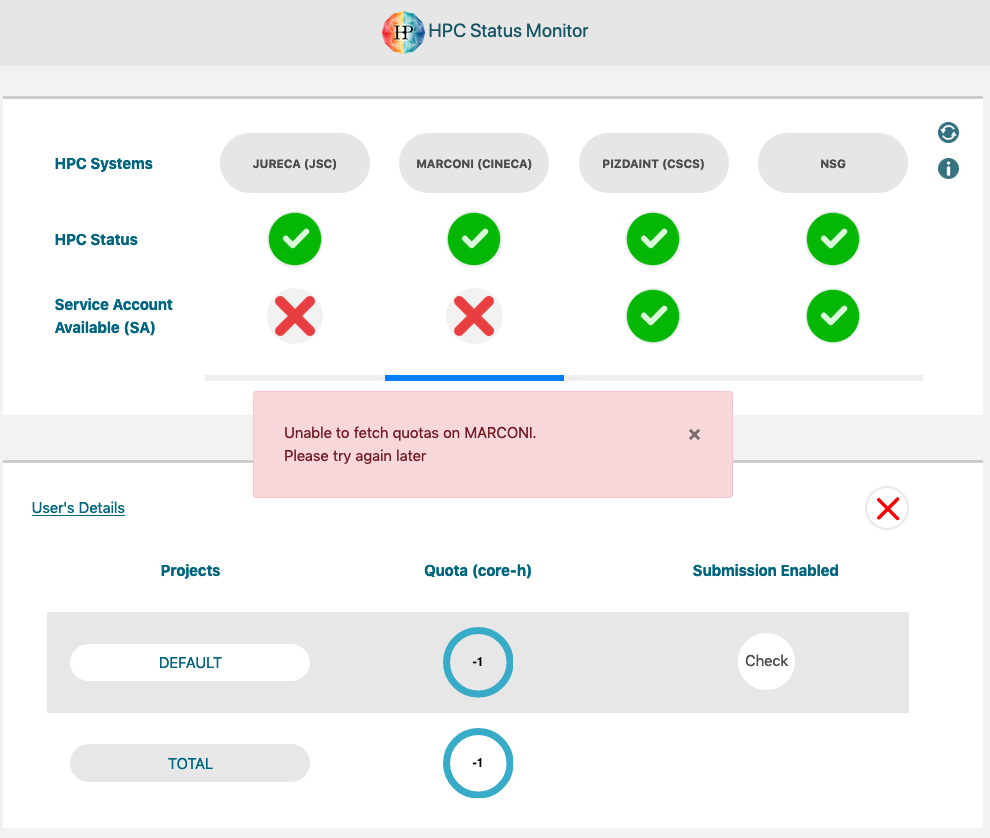 HP
HPC Status Monitor
HPC Systems
JURECA (JSC)
MARCONI (CINECA)
PIZDAINT (CSCS)
NSG
HPC Status
Service Account
Available (SA)
Unable to fetch quotas on MARCONI.
Please try again later
User's Details
Projects
Quota (core-h)
Submission Enabled
DEFAULT
-1
Check
TOTAL
-1